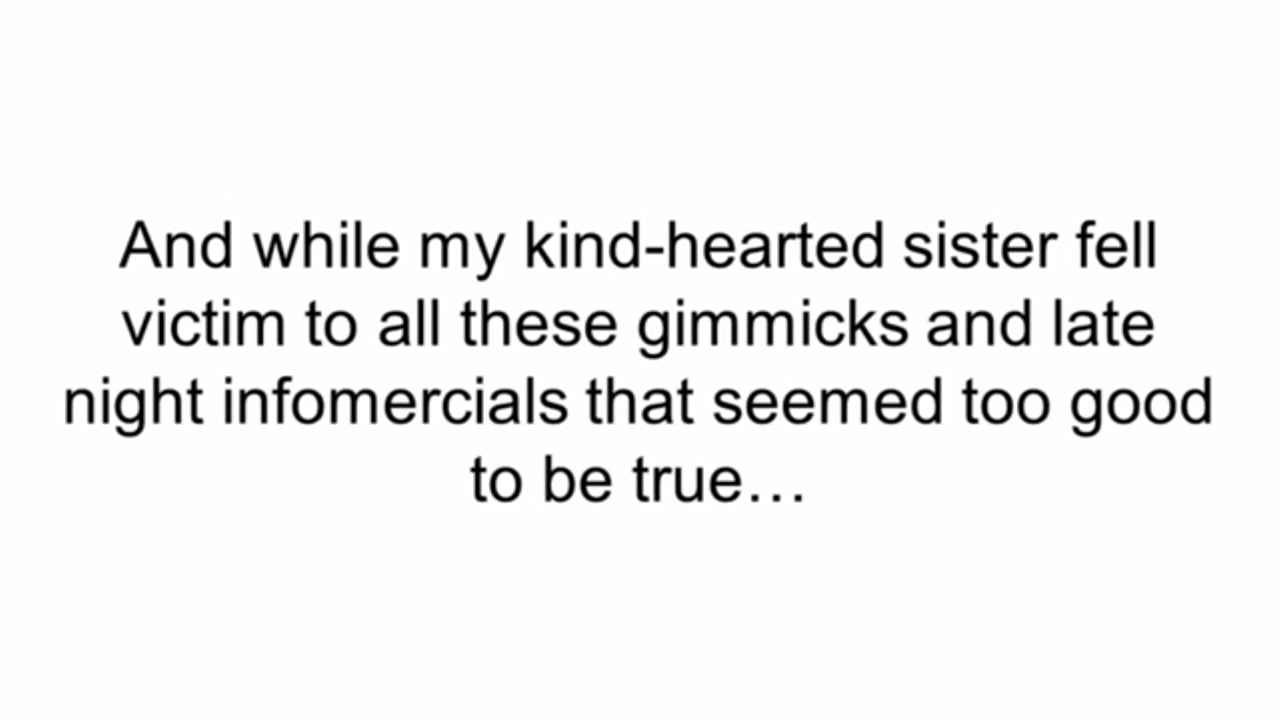 And while my kind-hearted sister fell
victim to all these gimmicks and late
night infomercials that seemed too good
to be true…